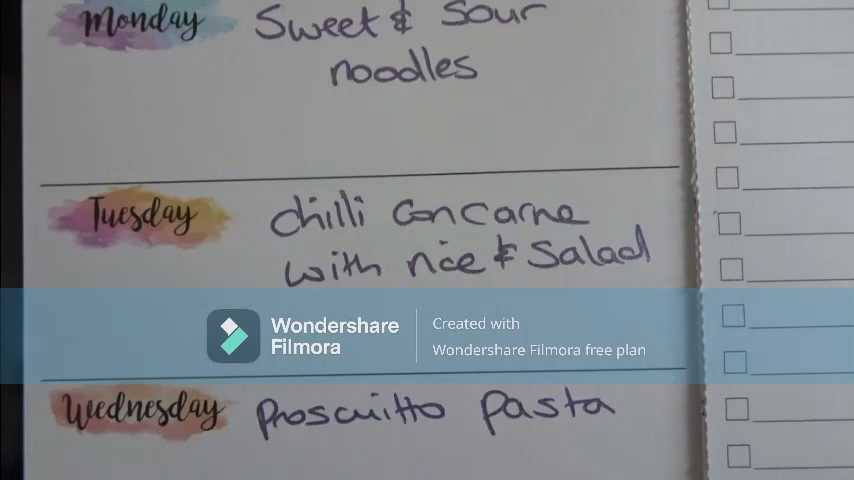 Monday
Sweet & Sour
noodles
Tuesday
chilli concarne
with rice & Salad
Wondershare
Filmora
Created with
Wondershare Filmora free plan
Wednesday
Proscuitto Pasta